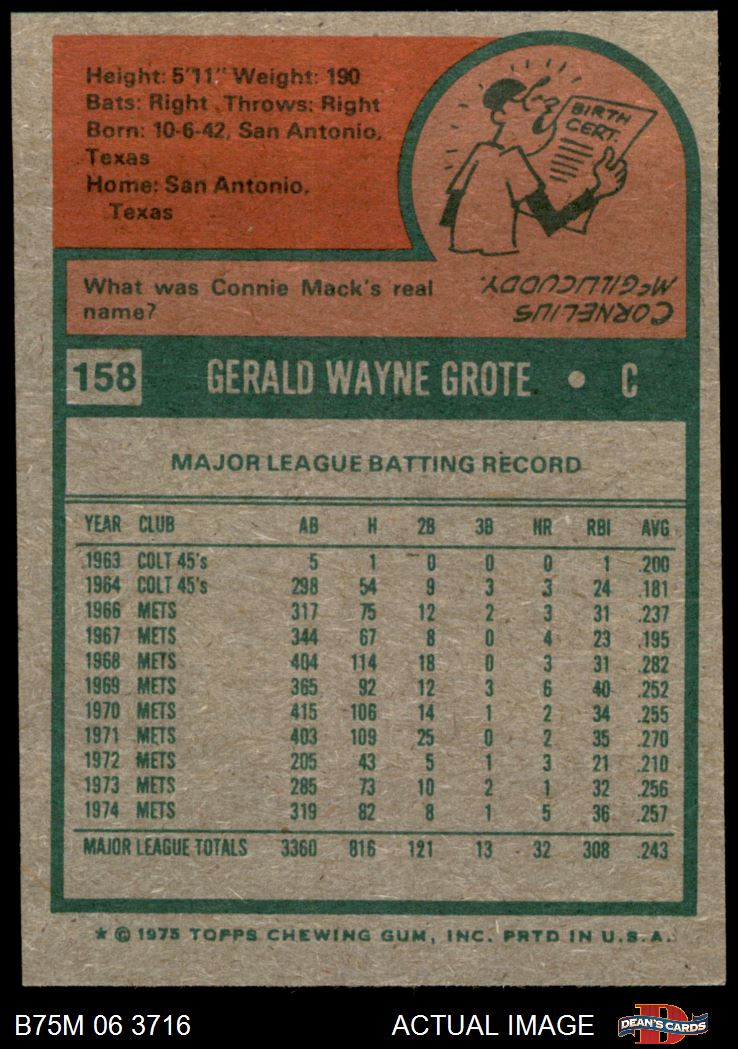 Height: 5'11" Weight: 190
Bats: Right Throws: Right
Born: 10-6-42, San Antonio,
Texas
Home: San Antonio,
Texas
BIRTH
CERT.
What was Connie Mack's real
name?
CORNELIUS
McGILLICUDDY.
158 GERALD WAYNE GROTE • C
MAJOR LEAGUE BATTING RECORD
YEAR CLUB AB H 2B 3B HR RBI AVG
1963 COLT 45's 5 1 0 0 0 1 .200
1964 COLT 45's 298 54 9 3 3 24 .181
1966 METS 317 75 12 2 3 31 .237
1967 METS 344 67 8 0 4 23 .195
1968 METS 404 114 18 0 3 31 .282
1969 METS 365 92 12 3 6 40 .252
1970 METS 415 106 14 1 2 34 .255
1971 METS 403 109 25 0 2 35 .270
1972 METS 205 43 5 1 3 21 .210
1973 METS 285 73 10 2 1 32 .256
1974 METS 319 82 8 1 5 36 .257
MAJOR LEAGUE TOTALS 3360 816 121 13 32 308 .243
* © 1975 TOPPS CHEWING GUM, INC. PRTD IN U.S.A.
B75M 06 3716 ACTUAL IMAGE
D
DEAN'S CARDS